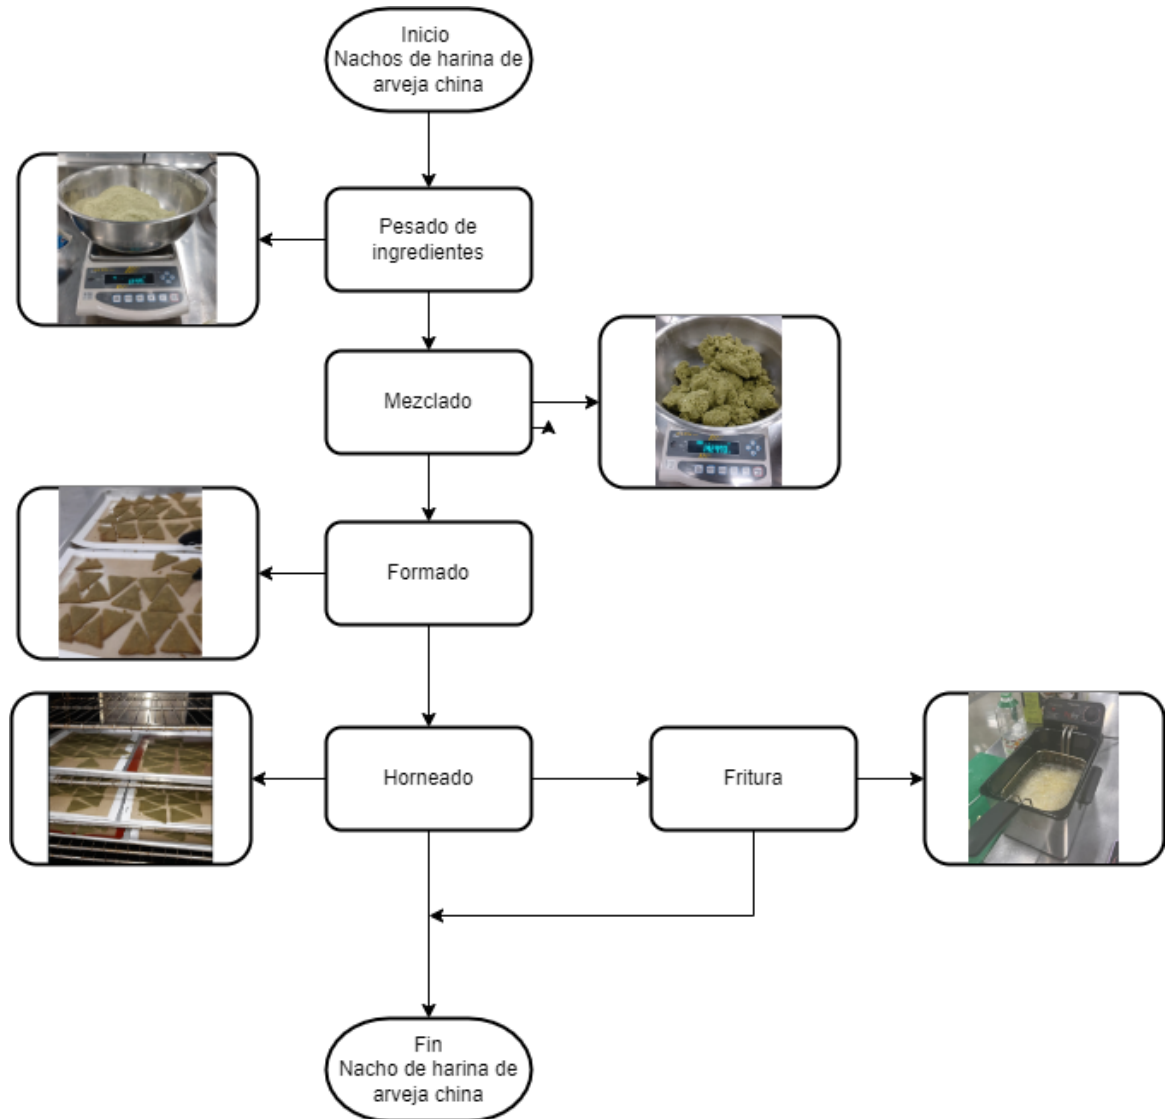 Inicio
Nachos de harina de
arveja china
Pesado de
ingredientes
Mezclado
Formado
Horneado
Fritura
Fin
Nacho de harina de
arveja china